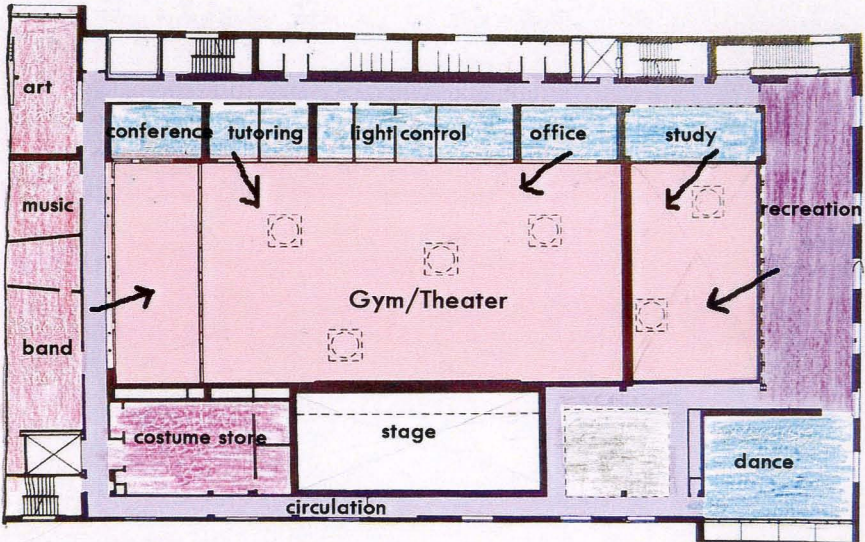 art
conference
tutoring
light control
office
study
music
recreation
Gym/Theater
band
costume store
stage
dance
circulation